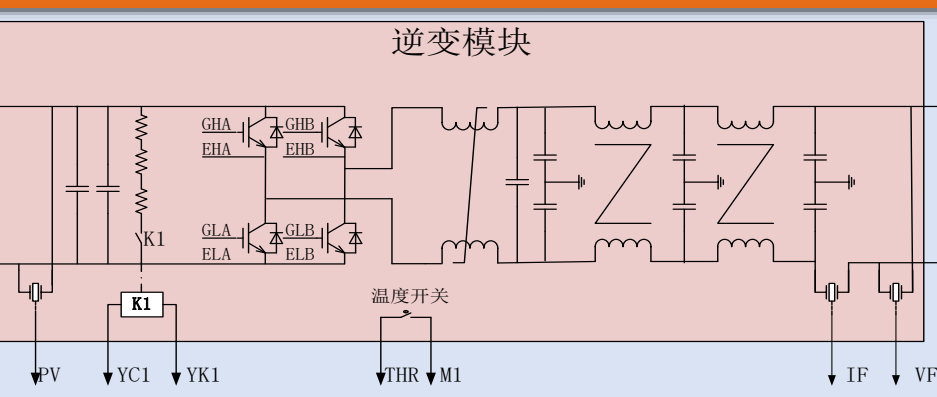 逆变模块
GHA GHB
EHA EHB
K1
GLA GLB
ELA ELB
K1
温度开关
PV YC1 YK1 THR M1 IF VF